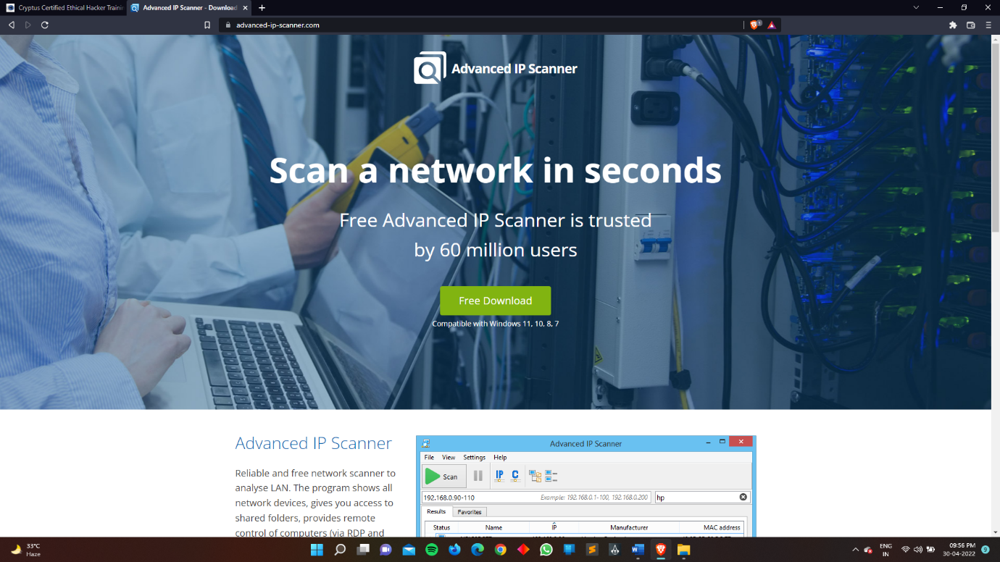 Cryptus Certified Ethical Hacker Traini
Advanced IP Scanner - Download
advanced-ip-scanner.com
1
Advanced IP Scanner
Scan a network in seconds
Free Advanced IP Scanner is trusted
by 60 million users
Free Download
Compatible with Windows 11, 10, 8, 7
Advanced IP Scanner
Reliable and free network scanner to
analyse LAN. The program shows all
network devices, gives you access to
shared folders, provides remote
control of computers (via RDP and
Advanced IP Scanner
File View Settings Help
Scan
IP
C
192.168.0.90-110
Example: 192.168.0.1-100, 192.168.0.200
hp
Results
Favorites
Status Name IP Manufacturer MAC address
33°C
Haze
ENG
IN
09:56 PM
30-04-2022
9